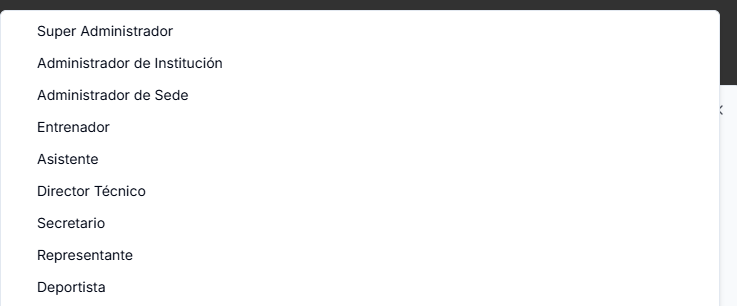 Super Administrador
Administrador de Institución
Administrador de Sede
Entrenador
Asistente
Director Técnico
Secretario
Representante
Deportista